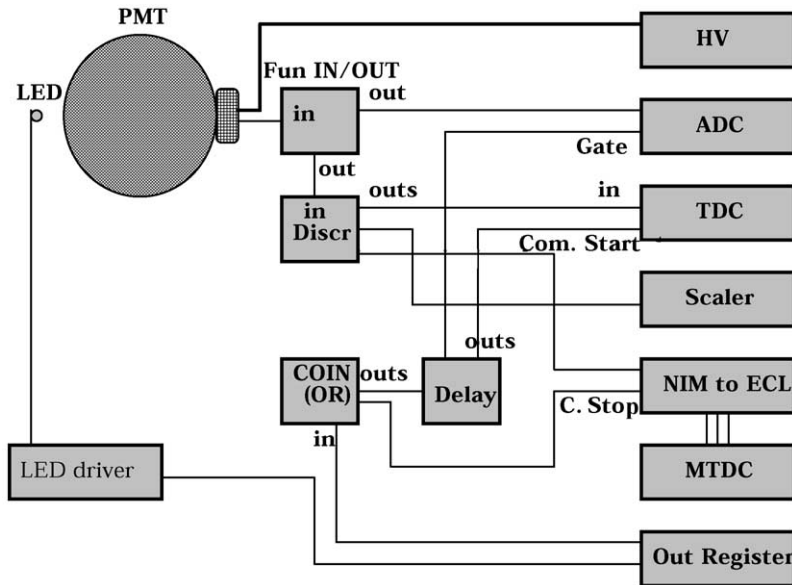 PMT
HV
Fun IN/OUT
LED
out
in
ADC
Gate
out
outs
in
in
Discr
TDC
Com. Start
Scaler
outs
COIN
(OR)
outs
Delay
NIM to ECL
C. Stop
in
LED driver
MTDC
Out Register